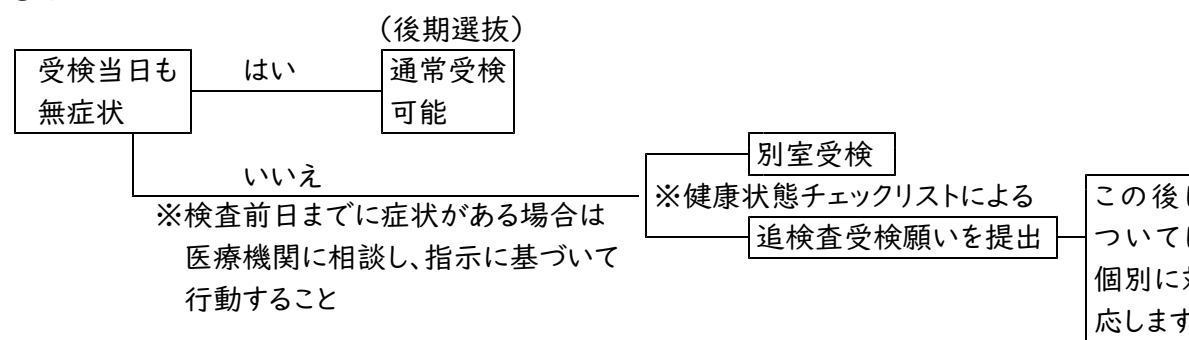 (後期選抜)
受検当日も
無症状
はい
通常受検
可能
いいえ
※検査前日までに症状がある場合は
医療機関に相談し、指示に基づいて
行動すること
別室受検
※健康状態チェックリストによる
追検査受検願いを提出
この後
ついて
個別に
応します